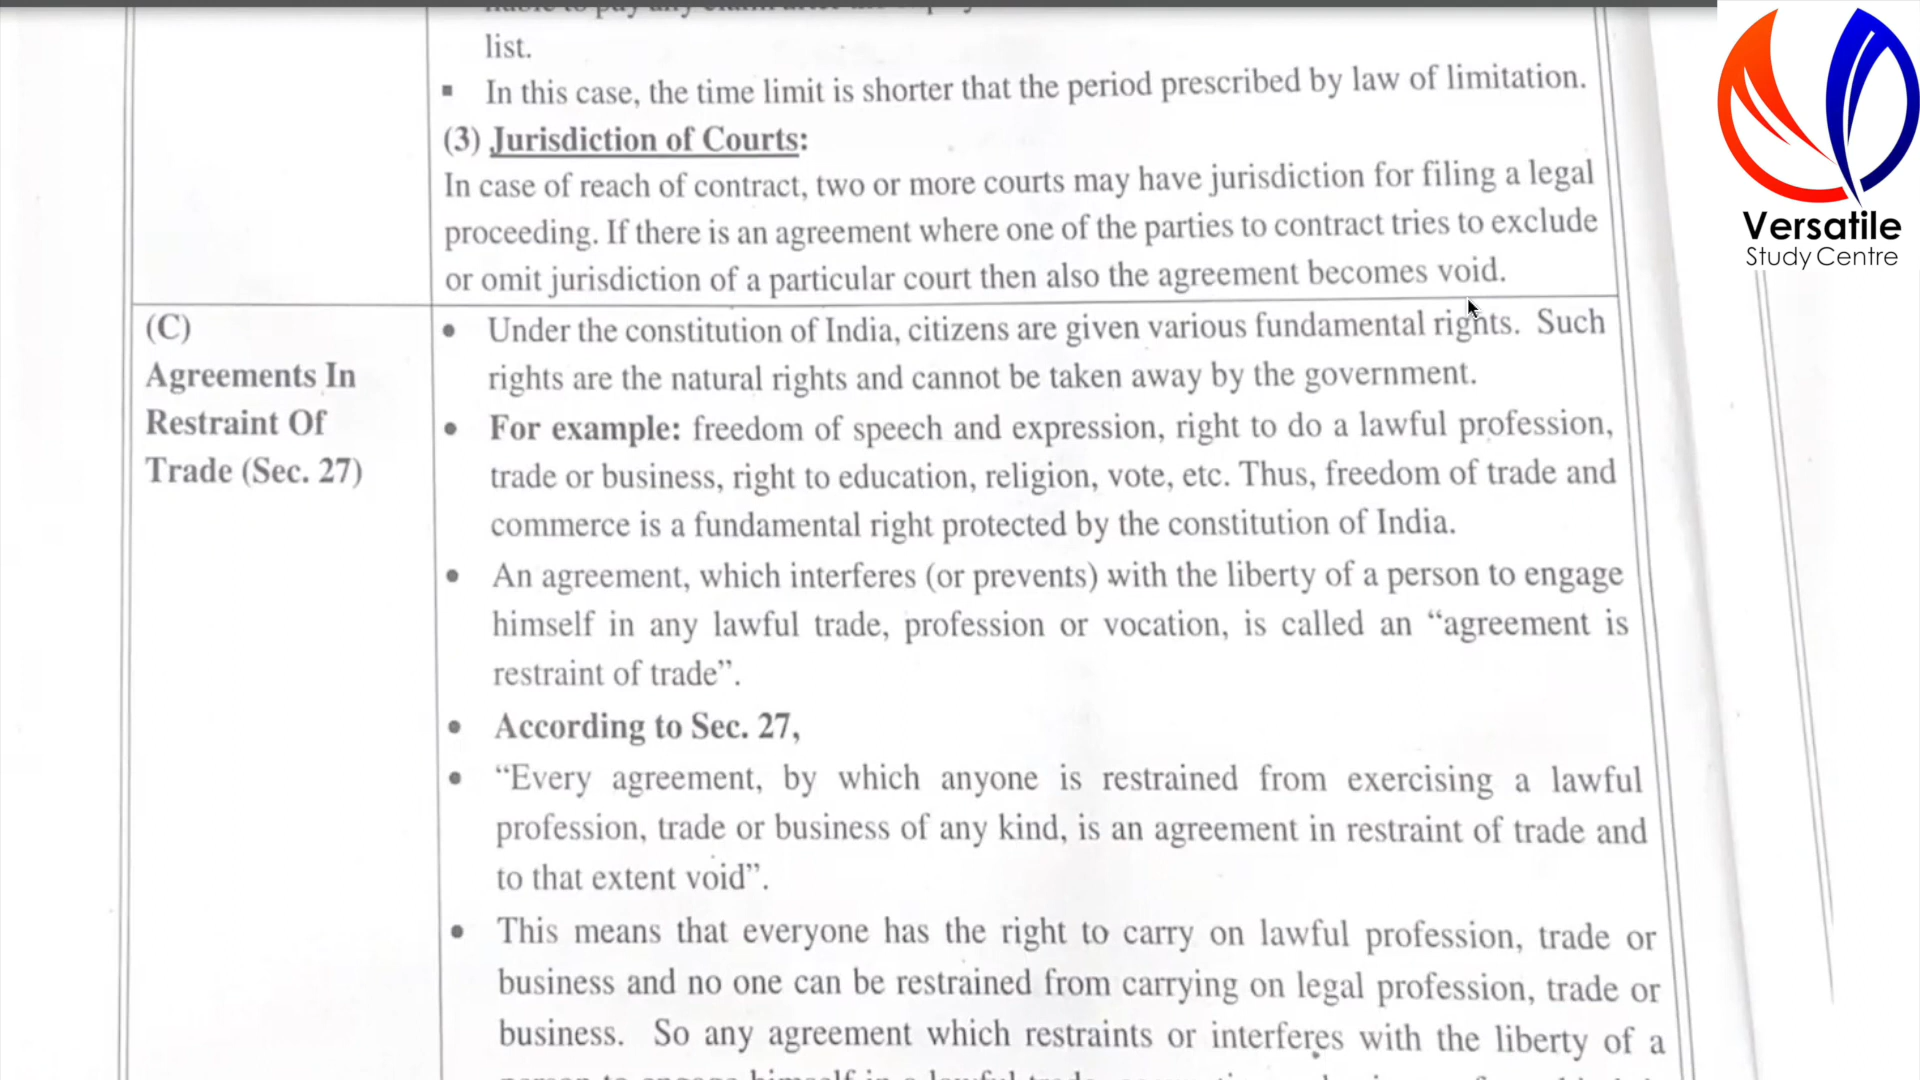 list.
▪ In this case, the time limit is shorter that the period prescribed by law of limitation.
(3) Jurisdiction of Courts:
In case of reach of contract, two or more courts may have jurisdiction for filing a legal
proceeding. If there is an agreement where one of the parties to contract tries to exclude
or omit jurisdiction of a particular court then also the agreement becomes void.
(C)
Agreements In
Restraint Of
Trade (Sec. 27)
• Under the constitution of India, citizens are given various fundamental rights. Such
rights are the natural rights and cannot be taken away by the government.
• For example: freedom of speech and expression, right to do a lawful profession,
trade or business, right to education, religion, vote, etc. Thus, freedom of trade and
commerce is a fundamental right protected by the constitution of India.
• An agreement, which interferes (or prevents) with the liberty of a person to engage
himself in any lawful trade, profession or vocation, is called an “agreement is
restraint of trade”.
• According to Sec. 27,
• “Every agreement, by which anyone is restrained from exercising a lawful
profession, trade or business of any kind, is an agreement in restraint of trade and
to that extent void”.
• This means that everyone has the right to carry on lawful profession, trade or
business and no one can be restrained from carrying on legal profession, trade or
business. So any agreement which restraints or interferes with the liberty of a
Versatile
Study Centre